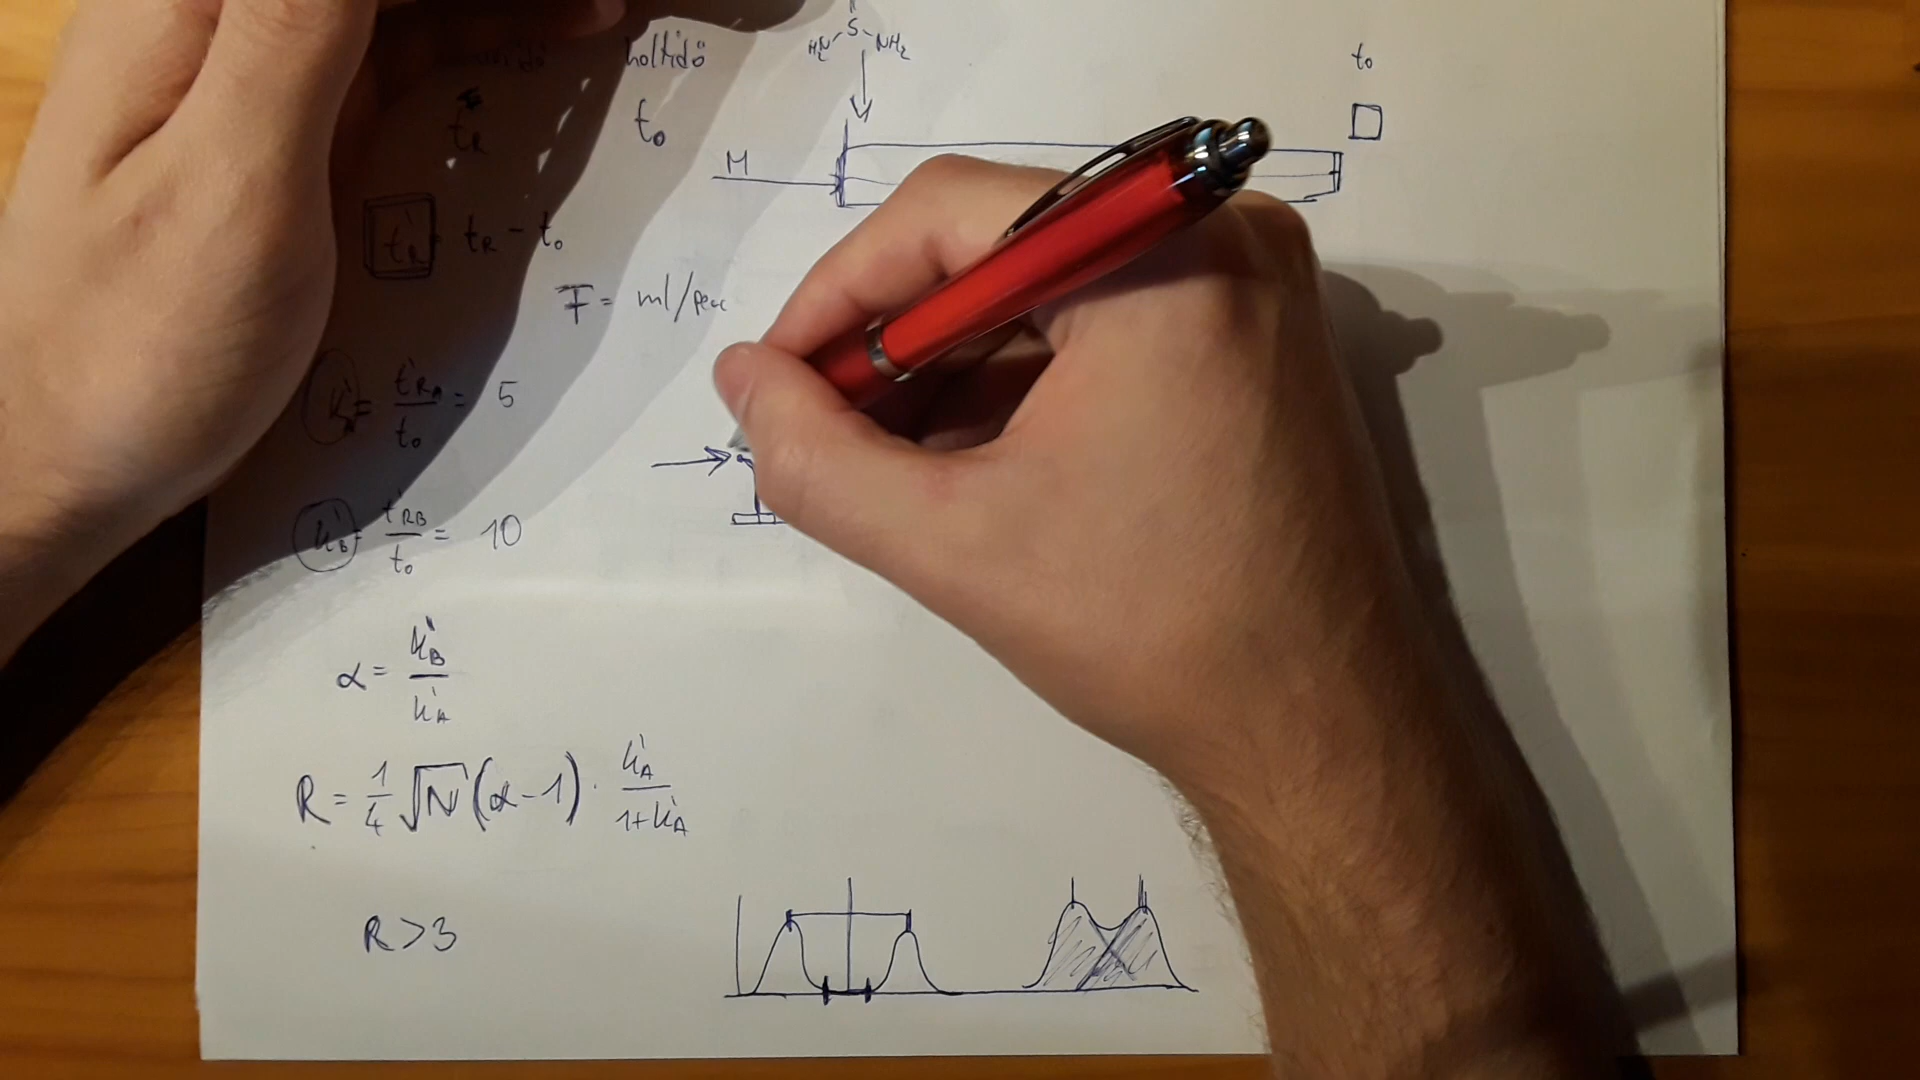 holtidő
S
H₂N NH₂
t₀
t_R
t₀
M
t'_R = t_R - t₀
F = ml/perc
k'_A = t'_RA / t₀ = 5
k'_B = t'_RB / t₀ = 10
α = k'_B / k'_A
R = 1/4 √N (α-1) · k'_A / 1+k'_A
R > 3